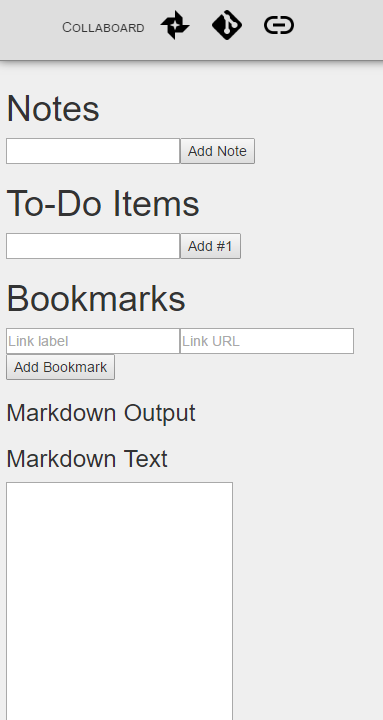 Collaboard
Notes
Add Note
To-Do Items
Add #1
Bookmarks
Link label Link URL
Add Bookmark
Markdown Output
Markdown Text